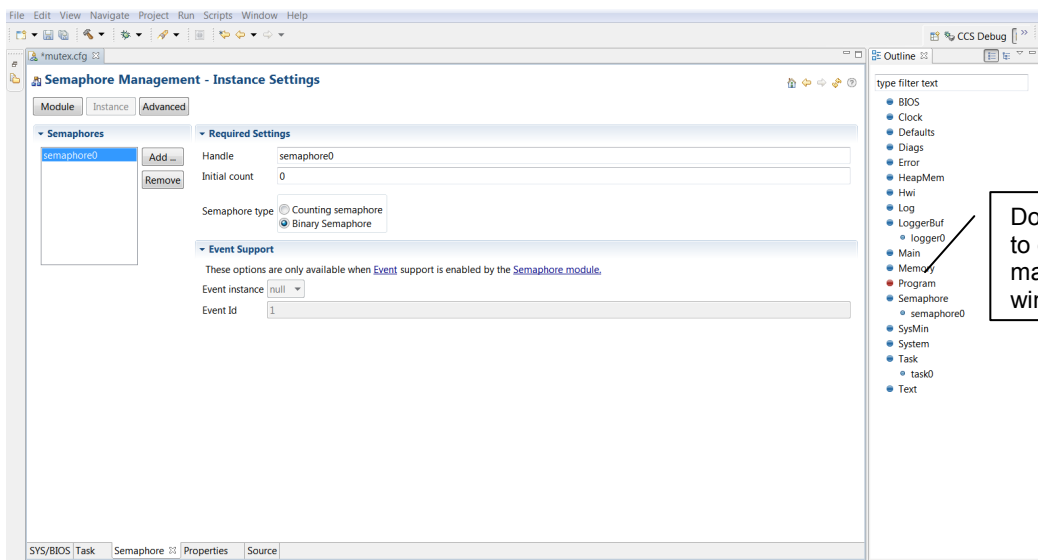 File Edit View Navigate Project Run Scripts Window Help
CCS Debug
*mutex.cfg
Semaphore Management - Instance Settings
Module Instance Advanced
Semaphores
semaphore0
Add ...
Remove
Required Settings
Handle semaphore0
Initial count 0
Semaphore type Counting semaphore
Binary Semaphore
Event Support
These options are only available when Event support is enabled by the Semaphore module.
Event instance null
Event Id 1
SYS/BIOS Task Semaphore Properties Source
Outline
type filter text
BIOS
Clock
Defaults
Diags
Error
HeapMem
Hwi
Log
LoggerBuf
logger0
Main
Memory
Program
Semaphore
semaphore0
SysMin
System
Task
task0
Text
Do
to
ma